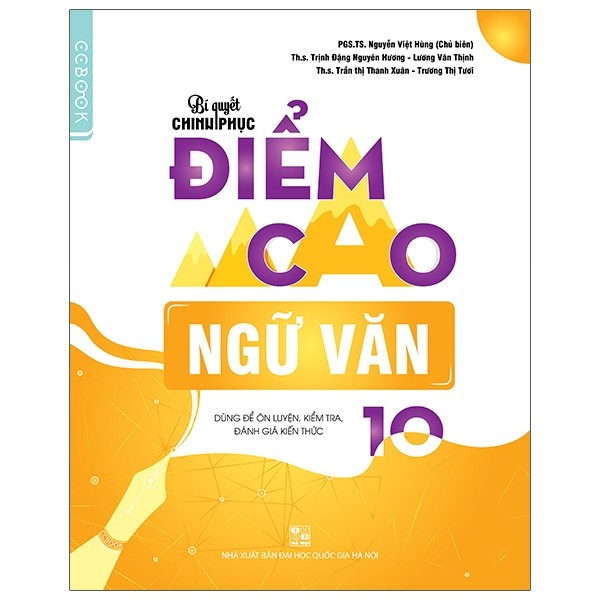 CCBOOK
PGS.TS. Nguyễn Việt Hùng (Chủ biên)
Th.s. Trịnh Đặng Nguyên Hương - Lương Văn Thịnh
Th.s. Trần thị Thanh Xuân - Trương Thị Tươi
Bí quyết
CHINH PHỤC
ĐIỂM
CAO
NGỮ VĂN
DÙNG ĐỂ ÔN LUYỆN, KIỂM TRA,
ĐÁNH GIÁ KIẾN THỨC
10
NHÀ XUẤT BẢN ĐẠI HỌC QUỐC GIA HÀ NỘI